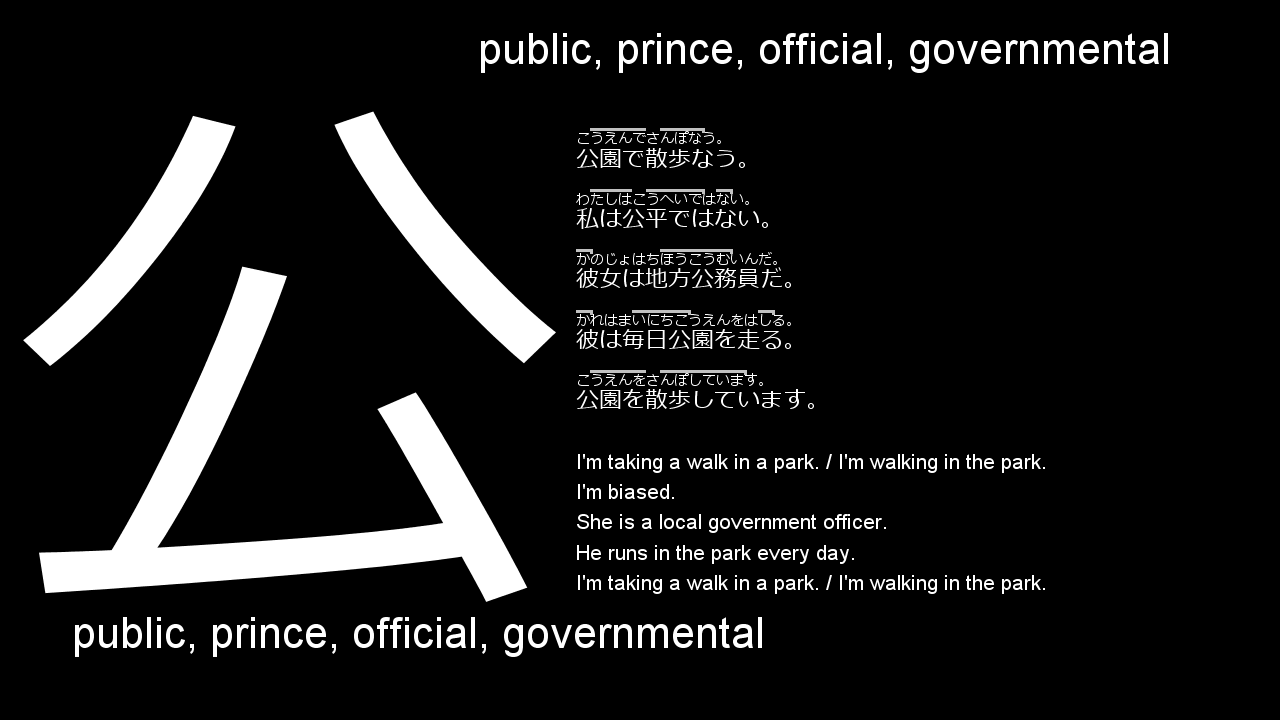 public, prince, official, governmental
公
こうえんでさんぽなう。
公園で散歩なう。
わたしはこうへいではない。
私は公平ではない。
かのじょはちほうこうむいんだ。
彼女は地方公務員だ。
かれはまいにちこうえんをはしる。
彼は毎日公園を走る。
こうえんをさんぽしています。
公園を散歩しています。
I'm taking a walk in a park. / I'm walking in the park.
I'm biased.
She is a local government officer.
He runs in the park every day.
I'm taking a walk in a park. / I'm walking in the park.
public, prince, official, governmental